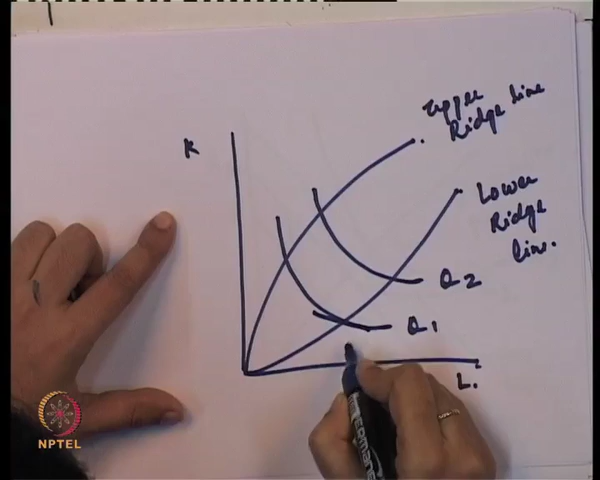 upper
Ridge line
K
Lower
Ridge
line.
Q2
Q1
L.
NPTEL